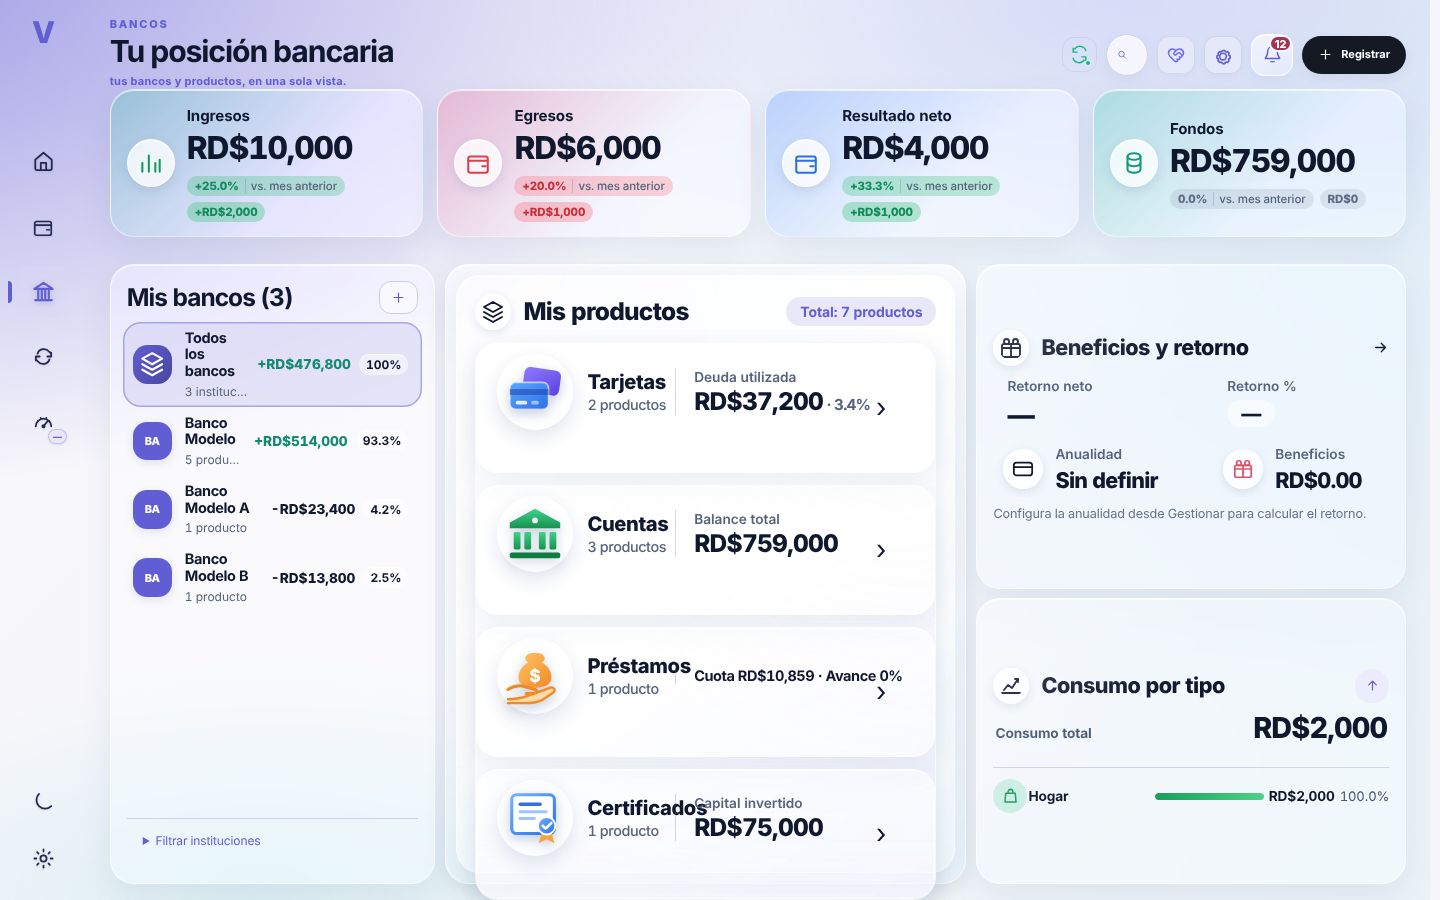 V
BANCOS
Tu posición bancaria
tus bancos y productos, en una sola vista.
12
+ Registrar
Ingresos
RD$10,000
+25.0% vs. mes anterior
+RD$2,000
Egresos
RD$6,000
+20.0% vs. mes anterior
+RD$1,000
Resultado neto
RD$4,000
+33.3% vs. mes anterior
+RD$1,000
Fondos
RD$759,000
0.0% vs. mes anterior RD$0
Mis bancos (3)
+
Todos
los
bancos
3 instituc...
+RD$476,800 100%
BA
Banco
Modelo
5 produ...
+RD$514,000 93.3%
BA
Banco
Modelo A
1 producto
-RD$23,400 4.2%
BA
Banco
Modelo B
1 producto
-RD$13,800 2.5%
Filtrar instituciones
Mis productos
Total: 7 productos
Tarjetas
2 productos
Deuda utilizada
RD$37,200 · 3.4%
Cuentas
3 productos
Balance total
RD$759,000
$
Préstamos
1 producto
Cuota RD$10,859 · Avance 0%
Certificados
1 producto
Capital invertido
RD$75,000
Beneficios y retorno
Retorno neto
—
Retorno %
—
Anualidad
Sin definir
Beneficios
RD$0.00
Configura la anualidad desde Gestionar para calcular el retorno.
Consumo por tipo
Consumo total
RD$2,000
Hogar
RD$2,000 100.0%